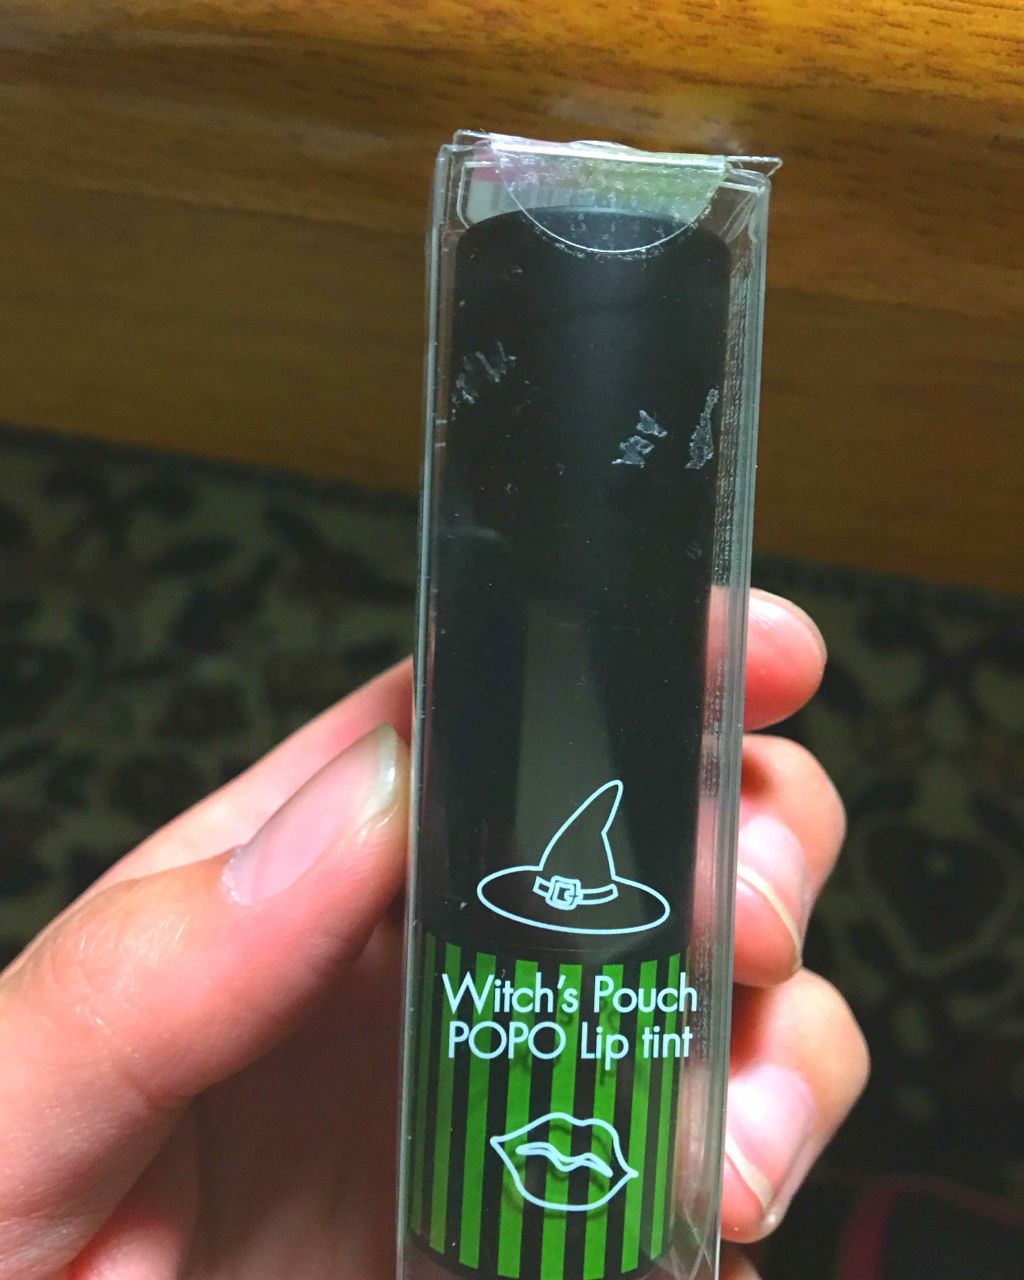 Witch's Pouch
POPO Lip tint